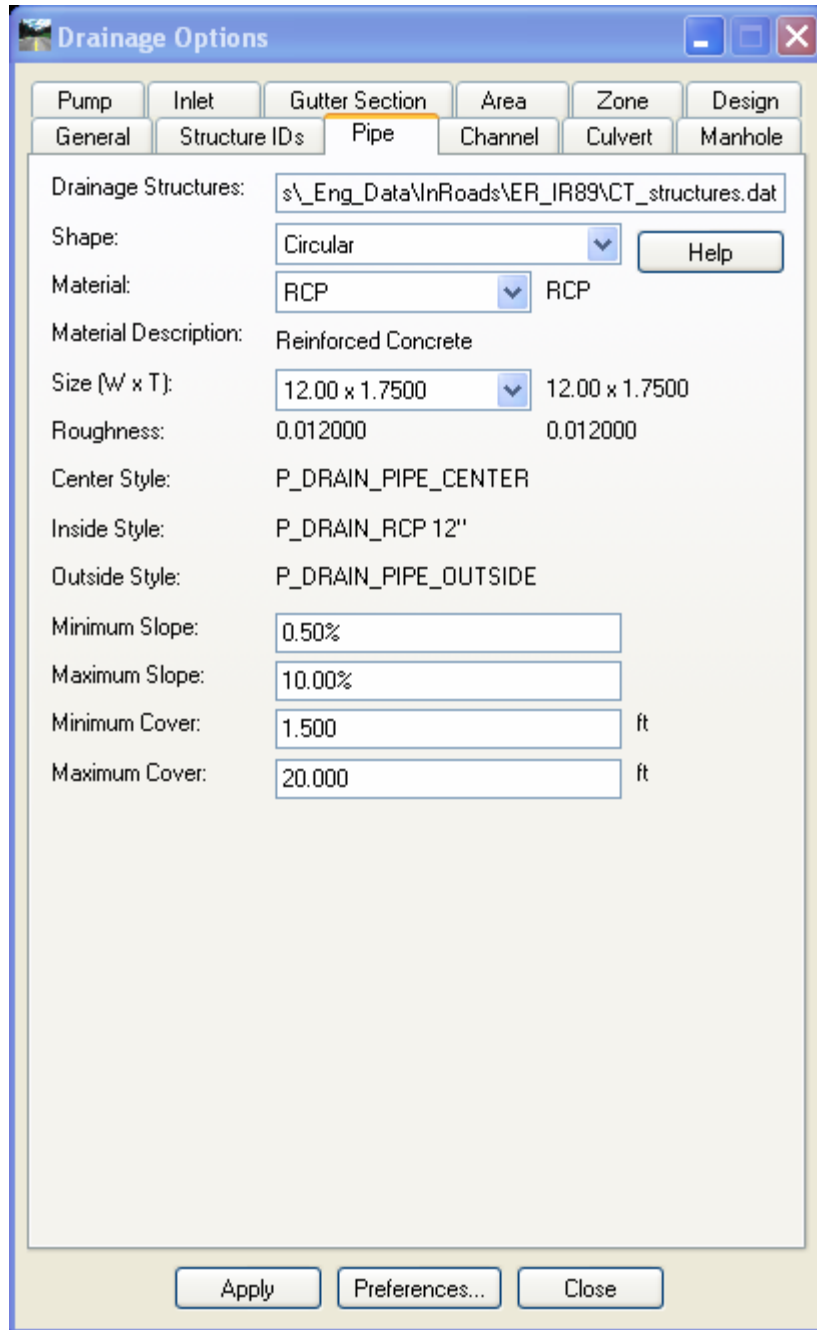 Drainage Options
Pump Inlet Gutter Section Area Zone Design
General Structure IDs Pipe Channel Culvert Manhole
Drainage Structures: s\_Eng_Data\InRoads\ER_IR89\CT_structures.dat
Shape: Circular Help
Material: RCP RCP
Material Description: Reinforced Concrete
Size (W x T): 12.00 x 1.7500 12.00 x 1.7500
Roughness: 0.012000 0.012000
Center Style: P_DRAIN_PIPE_CENTER
Inside Style: P_DRAIN_RCP 12"
Outside Style: P_DRAIN_PIPE_OUTSIDE
Minimum Slope: 0.50%
Maximum Slope: 10.00%
Minimum Cover: 1.500 ft
Maximum Cover: 20.000 ft
Apply Preferences... Close